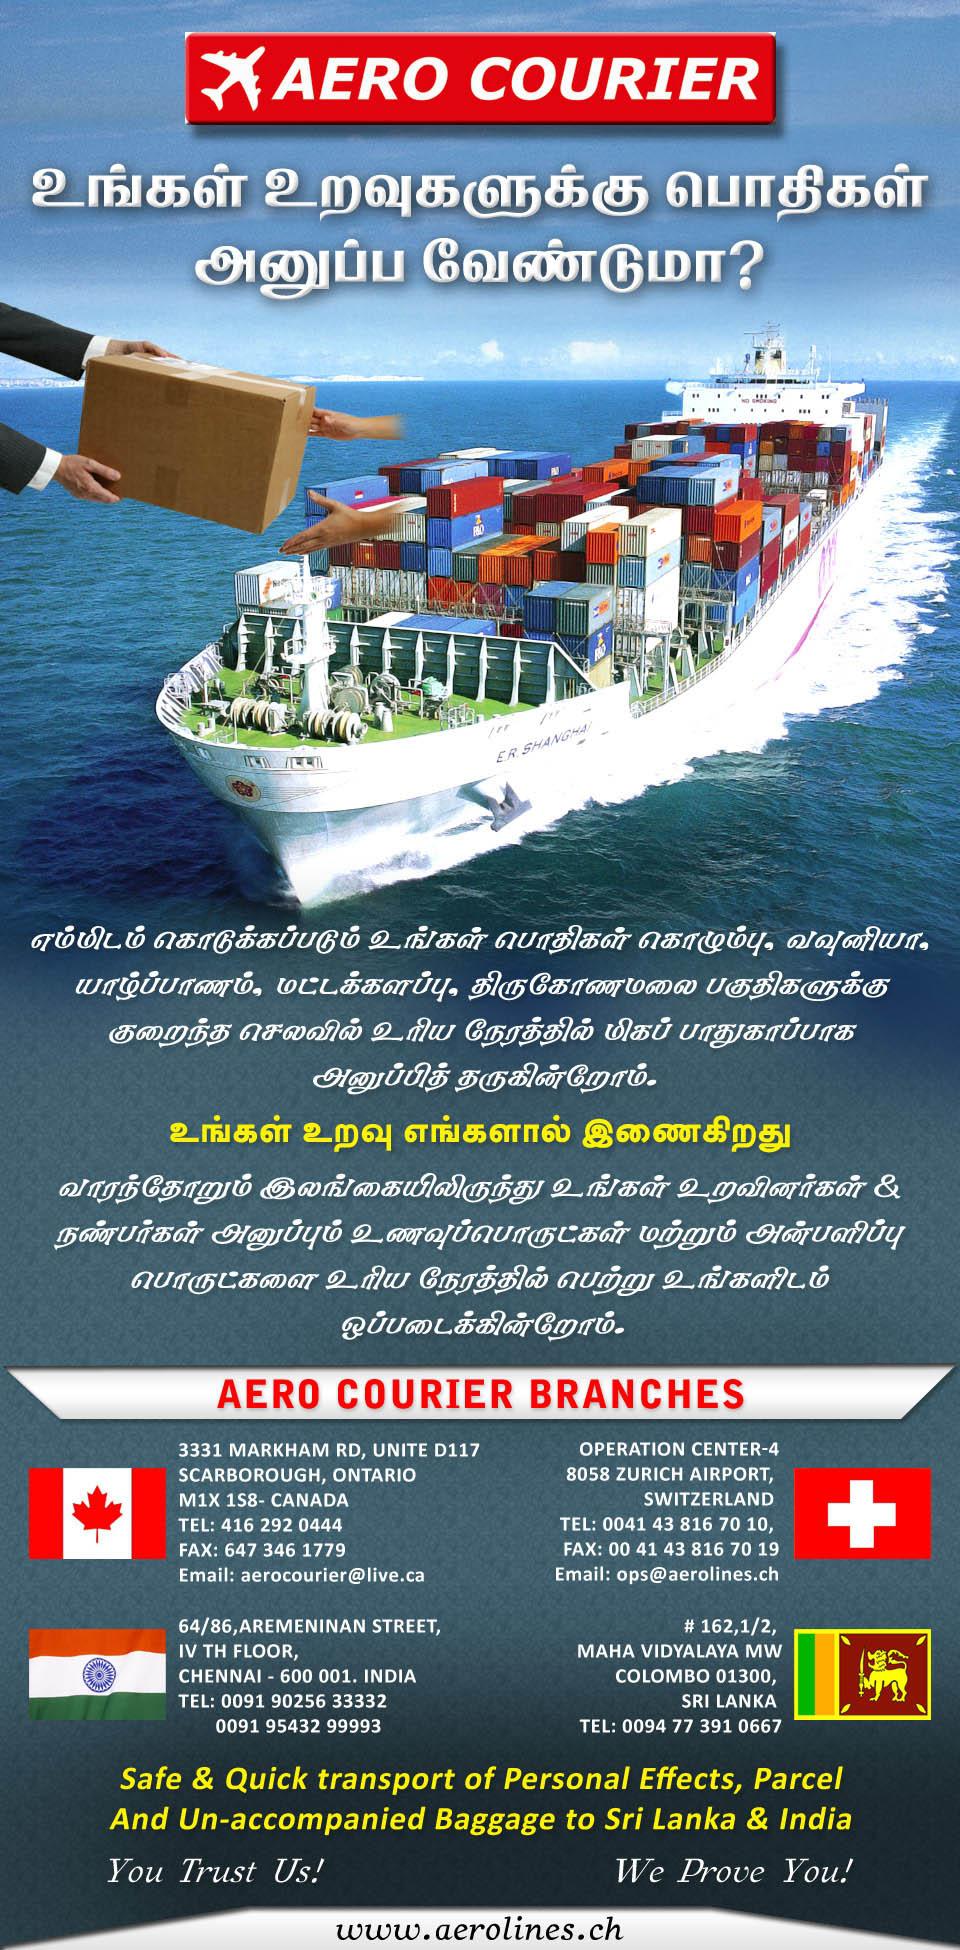 AERO COURIER
உங்கள் உறவுகளுக்கு பொதிகள்
அனுப்ப வேண்டுமா?
NO SMOKING
E.R. SHANGHAI
எம்மிடம் கொடுக்கப்படும் உங்கள் பொதிகள் கொழும்பு, வவுனியா,
யாழ்ப்பாணம், மட்டக்களப்பு, திருகோணமலை பகுதிகளுக்கு
குறைந்த செலவில் உரிய நேரத்தில் மிகப் பாதுகாப்பாக
அனுப்பித் தருகின்றோம்.
உங்கள் உறவு எங்களால் இணைகிறது
வாரந்தோறும் இலங்கையிலிருந்து உங்கள் உறவினர்கள் &
நண்பர்கள் அனுப்பும் உணவுப்பொருட்கள் மற்றும் அன்பளிப்பு
பொருட்களை உரிய நேரத்தில் பெற்று உங்களிடம்
ஒப்படைக்கின்றோம்.
AERO COURIER BRANCHES
3331 MARKHAM RD, UNITE D117
SCARBOROUGH, ONTARIO
M1X 1S8- CANADA
TEL: 416 292 0444
FAX: 647 346 1779
Email: aerocourier@live.ca
OPERATION CENTER-4
8058 ZURICH AIRPORT,
SWITZERLAND
TEL: 0041 43 816 70 10,
FAX: 00 41 43 816 70 19
Email: ops@aerolines.ch
64/86,AREMENINAN STREET,
IV TH FLOOR,
CHENNAI - 600 001. INDIA
TEL: 0091 90256 33332
0091 95432 99993
# 162,1/2,
MAHA VIDYALAYA MW
COLOMBO 01300,
SRI LANKA
TEL: 0094 77 391 0667
Safe & Quick transport of Personal Effects, Parcel
And Un-accompanied Baggage to Sri Lanka & India
You Trust Us! We Prove You!
www.aerolines.ch